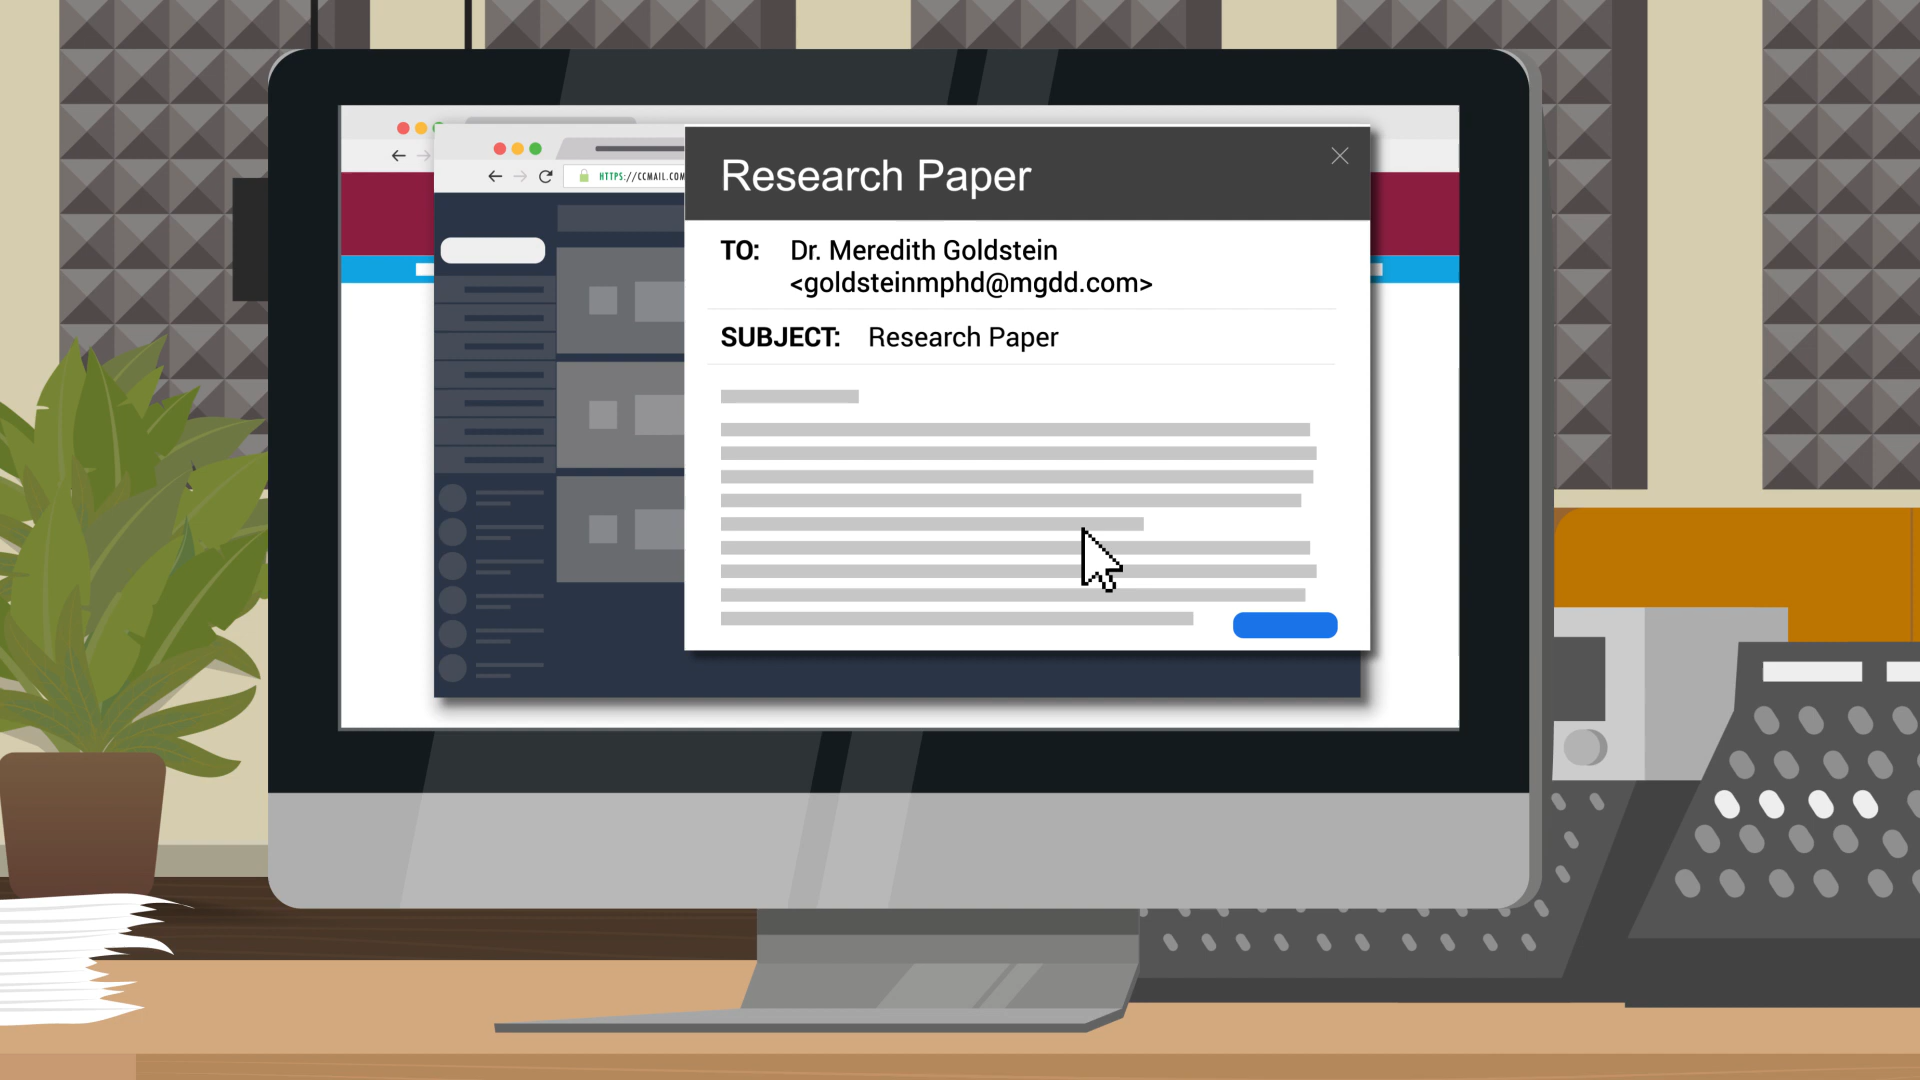 HTTPS://CCMAIL.COM
Research Paper
TO: Dr. Meredith Goldstein
<goldsteinmphd@mgdd.com>
SUBJECT: Research Paper